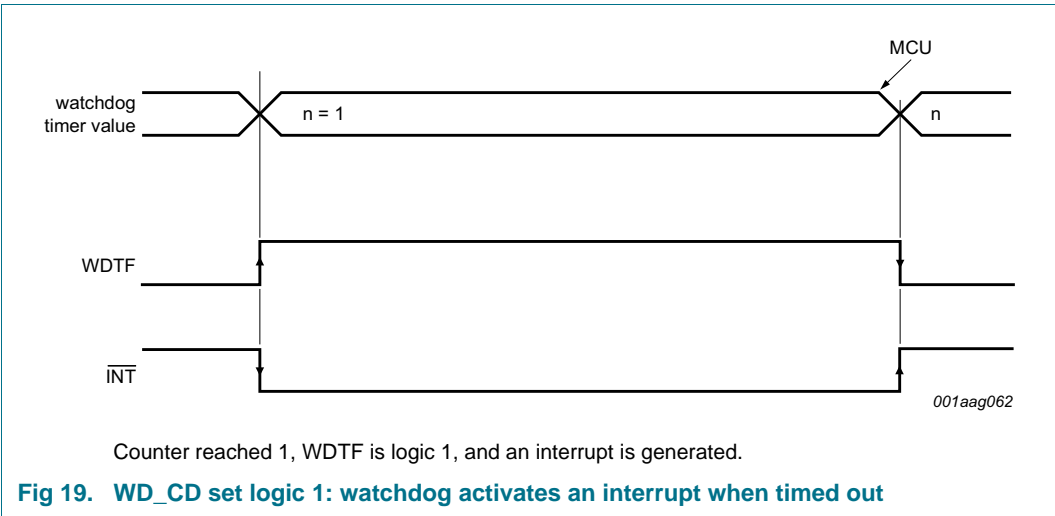 MCU
watchdog
timer value
n = 1
n
WDTF
INT
001aag062
Counter reached 1, WDTF is logic 1, and an interrupt is generated.
Fig 19. WD_CD set logic 1: watchdog activates an interrupt when timed out